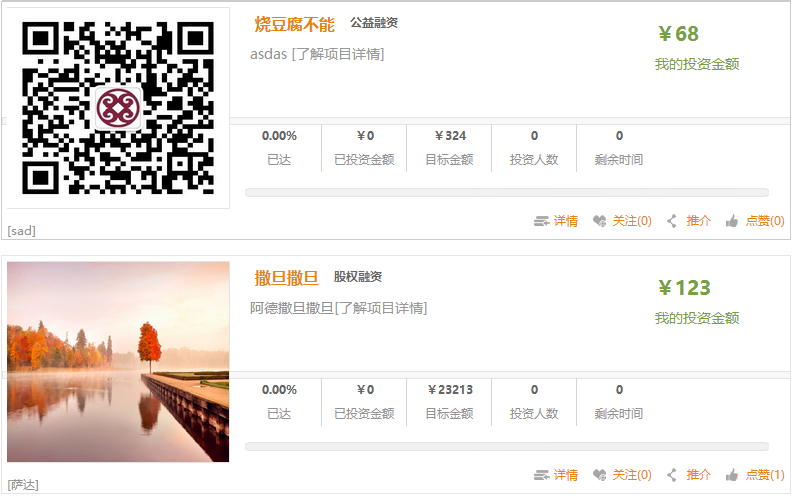 烧豆腐不能 公益融资
¥68
asdas [了解项目详情]
我的投资金额
0.00% ¥0 ¥324 0 0
已达 已投资金额 目标金额 投资人数 剩余时间
详情 关注(0) 推介 点赞(0)
[sad]
撒旦撒旦 股权融资
¥123
阿德撒旦撒旦[了解项目详情]
我的投资金额
0.00% ¥0 ¥23213 0 0
已达 已投资金额 目标金额 投资人数 剩余时间
详情 关注(0) 推介 点赞(1)
[萨达]